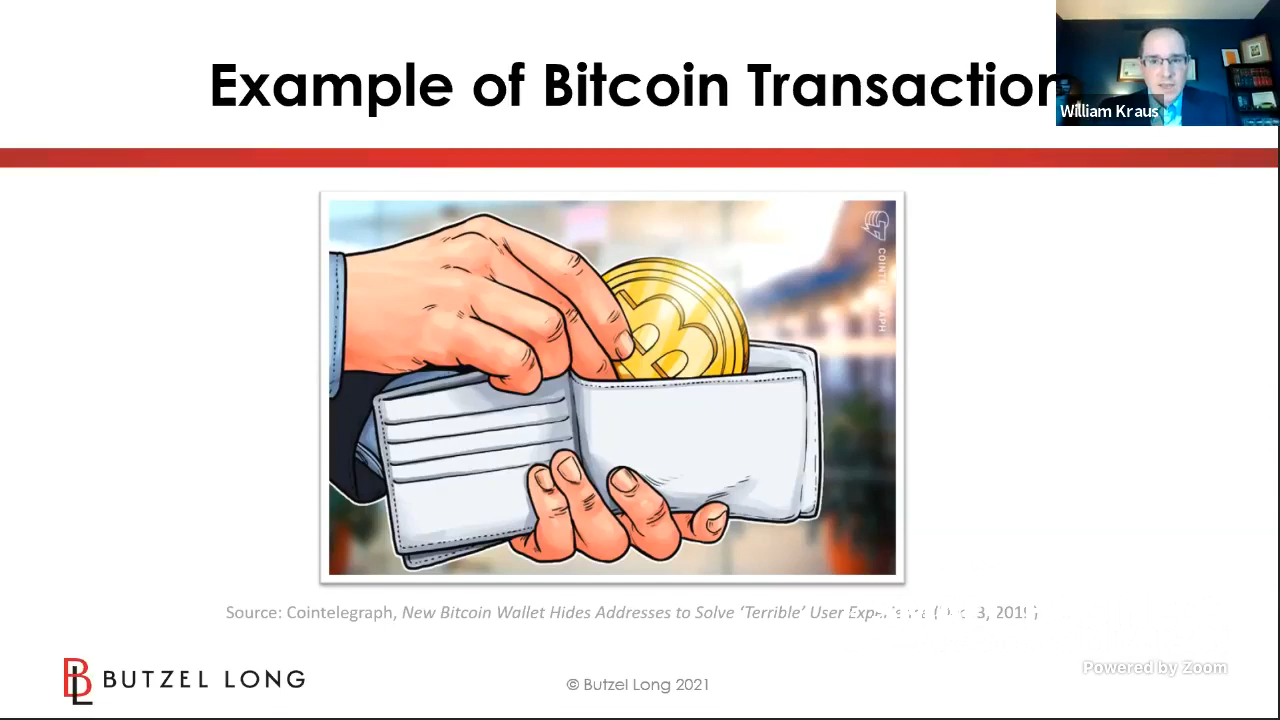 Example of Bitcoin Transaction
William Kraus
Source: Cointelegraph, New Bitcoin Wallet Hides Addresses to Solve ‘Terrible’ User 3,
BUTZEL LONG
© Butzel Long 2021
Powered by Zoom